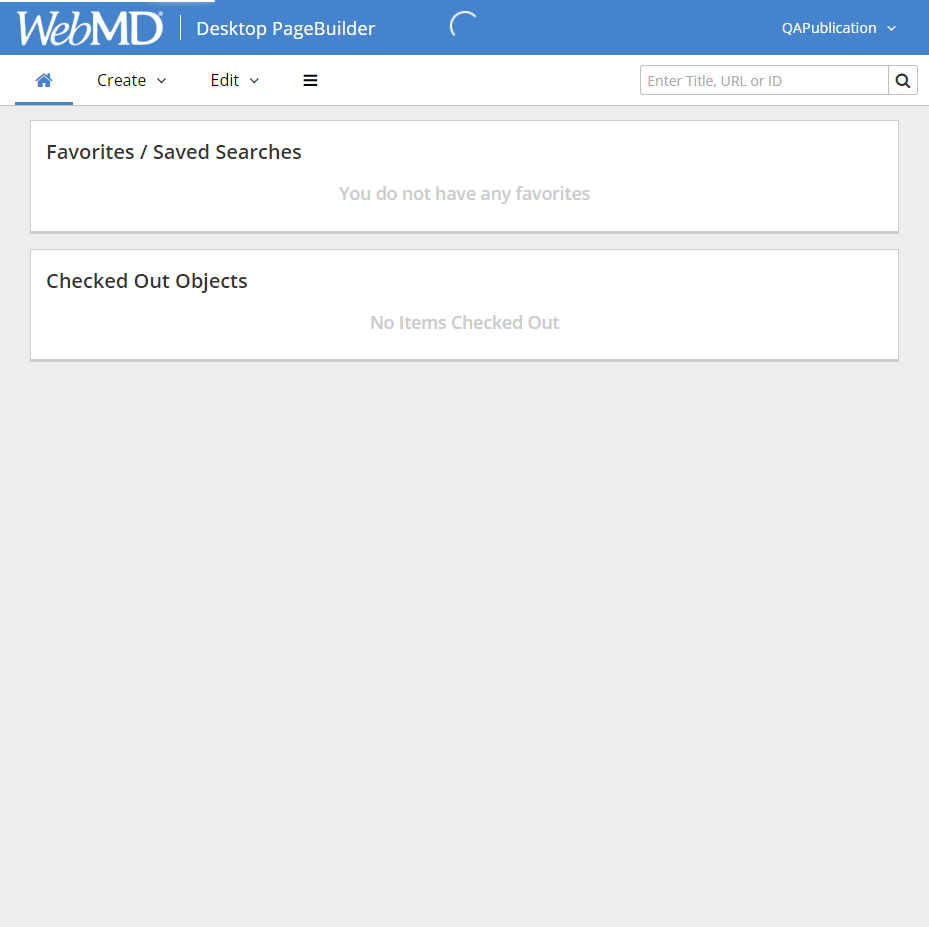 WebMD® Desktop PageBuilder QAPublication
Create Edit Enter Title, URL or ID
Favorites / Saved Searches
You do not have any favorites
Checked Out Objects
No Items Checked Out